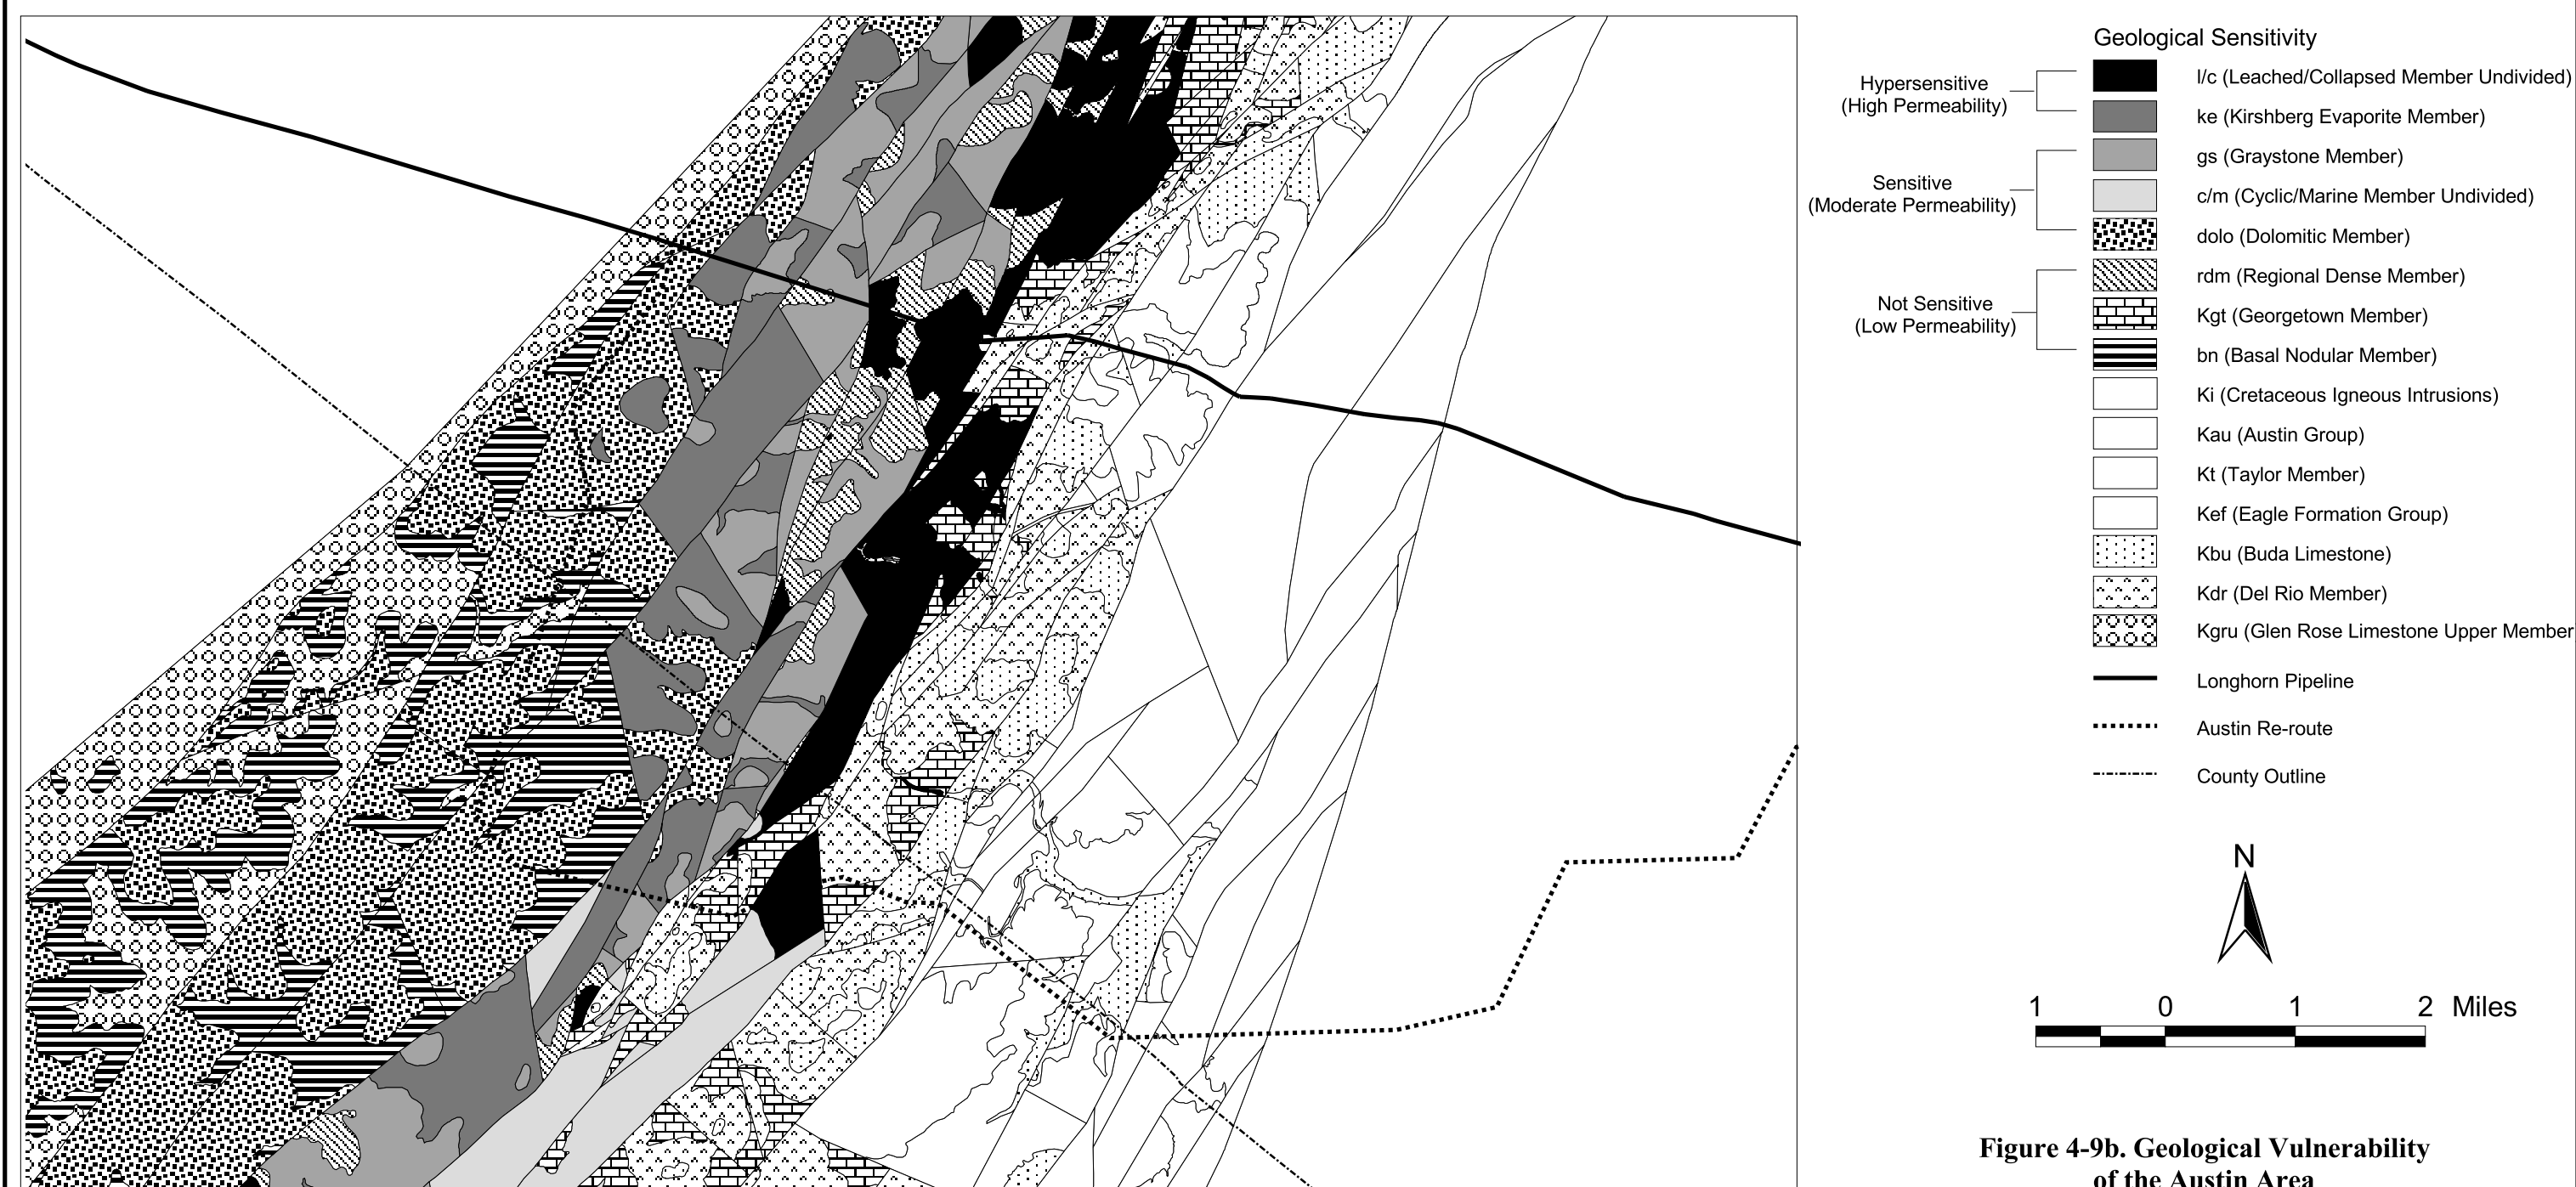 Geological Sensitivity
Hypersensitive
(High Permeability)
l/c (Leached/Collapsed Member Undivided)
ke (Kirshberg Evaporite Member)
Sensitive
(Moderate Permeability)
gs (Graystone Member)
c/m (Cyclic/Marine Member Undivided)
dolo (Dolomitic Member)
Not Sensitive
(Low Permeability)
rdm (Regional Dense Member)
Kgt (Georgetown Member)
bn (Basal Nodular Member)
Ki (Cretaceous Igneous Intrusions)
Kau (Austin Group)
Kt (Taylor Member)
Kef (Eagle Formation Group)
Kbu (Buda Limestone)
Kdr (Del Rio Member)
Kgru (Glen Rose Limestone Upper Member
Longhorn Pipeline
Austin Re-route
County Outline
N
1 0 1 2 Miles
Figure 4-9b. Geological Vulnerability
of the Austin Area